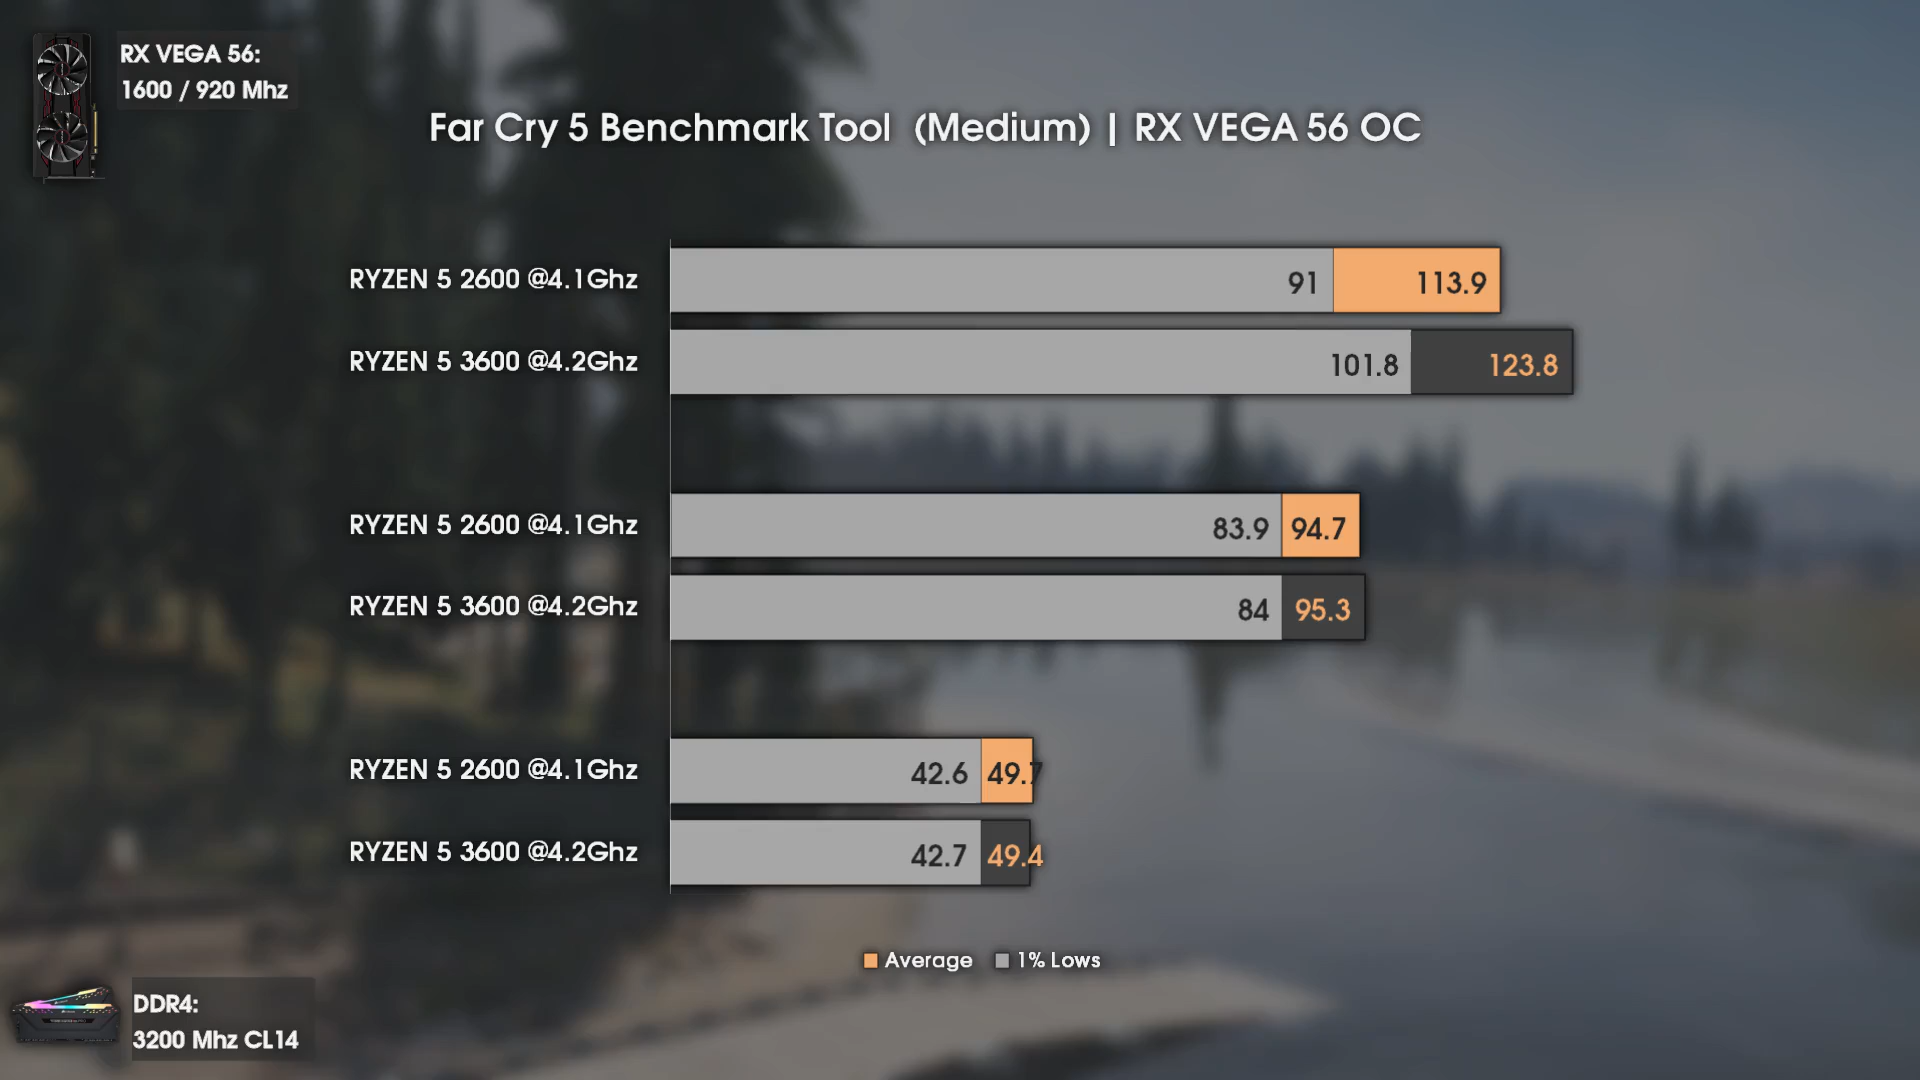 RX VEGA 56:
1600 / 920 Mhz
Far Cry 5 Benchmark Tool (Medium) | RX VEGA 56 OC
RYZEN 5 2600 @4.1Ghz 91 113.9
RYZEN 5 3600 @4.2Ghz 101.8 123.8
RYZEN 5 2600 @4.1Ghz 83.9 94.7
RYZEN 5 3600 @4.2Ghz 84 95.3
RYZEN 5 2600 @4.1Ghz 42.6 49.7
RYZEN 5 3600 @4.2Ghz 42.7 49.4
Average 1% Lows
DDR4:
3200 Mhz CL14